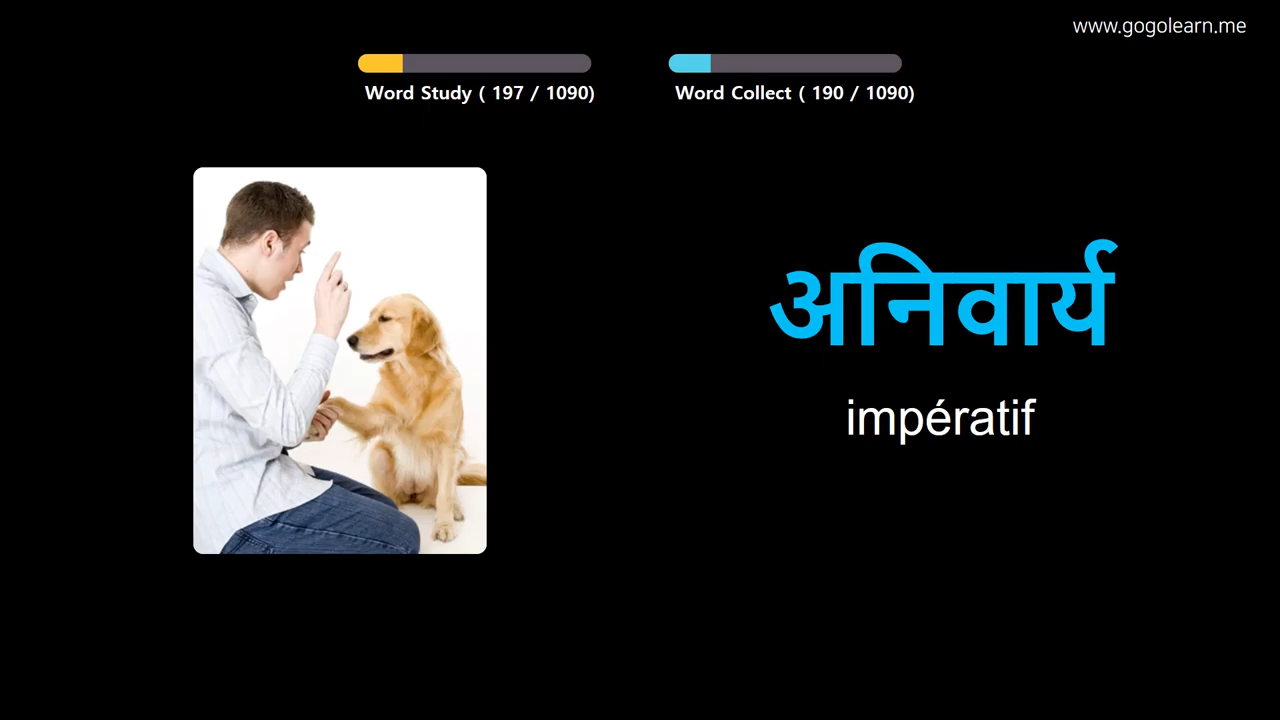 www.gogolearn.me
Word Study ( 197 / 1090)
Word Collect ( 190 / 1090)
अनिवार्य
impératif